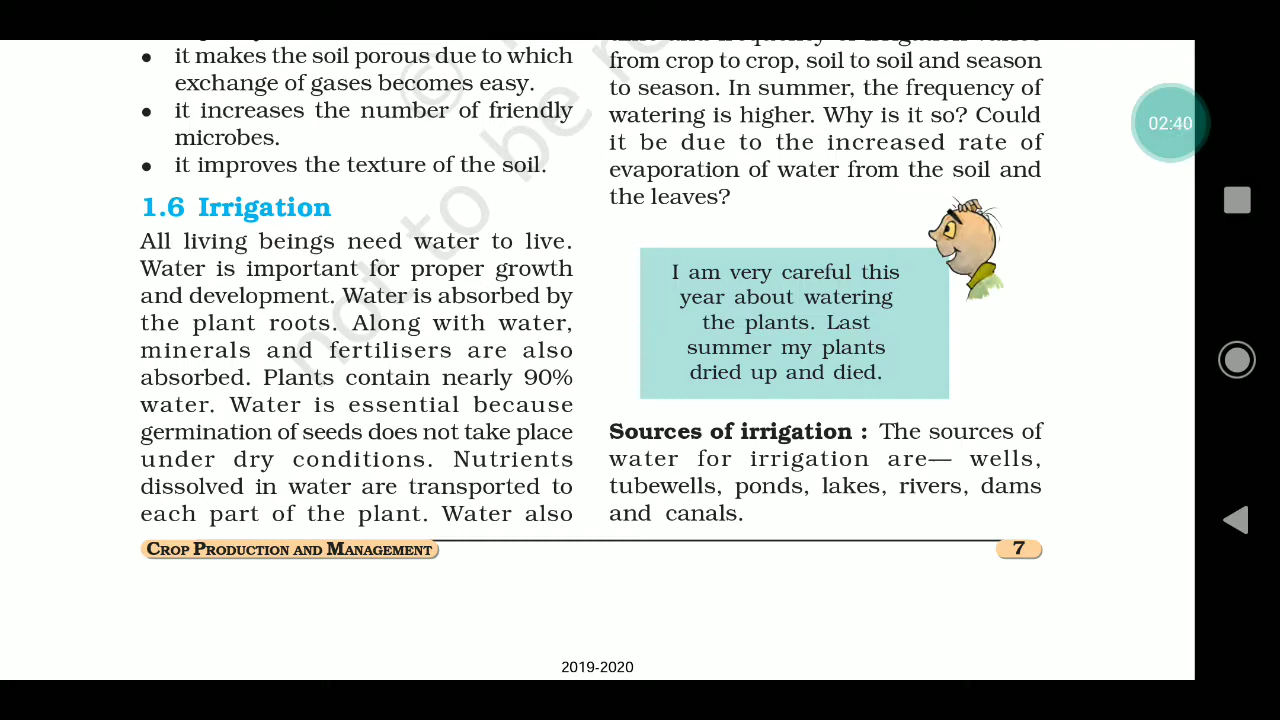 it makes the soil porous due to which
exchange of gases becomes easy.
it increases the number of friendly
microbes.
it improves the texture of the soil.
1.6 Irrigation
All living beings need water to live.
Water is important for proper growth
and development. Water is absorbed by
the plant roots. Along with water,
minerals and fertilisers are also
absorbed. Plants contain nearly 90%
water. Water is essential because
germination of seeds does not take place
under dry conditions. Nutrients
dissolved in water are transported to
each part of the plant. Water also
from crop to crop, soil to soil and season
to season. In summer, the frequency of
watering is higher. Why is it so? Could
it be due to the increased rate of
evaporation of water from the soil and
the leaves?
I am very careful this
year about watering
the plants. Last
summer my plants
dried up and died.
Sources of irrigation : The sources of
water for irrigation are— wells,
tubewells, ponds, lakes, rivers, dams
and canals.
CROP PRODUCTION AND MANAGEMENT
7
2019-2020
02:40
not to be re
©